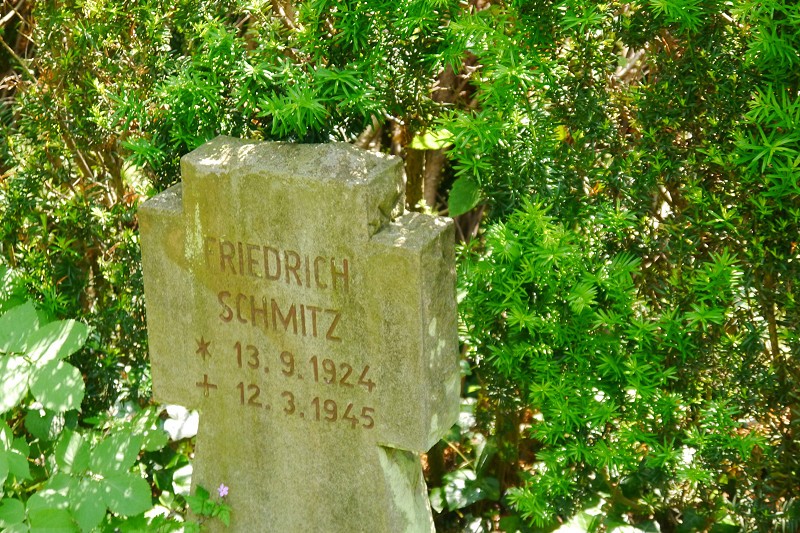 FRIEDRICH
SCHMITZ
* 13. 9. 1924
+ 12. 3. 1945